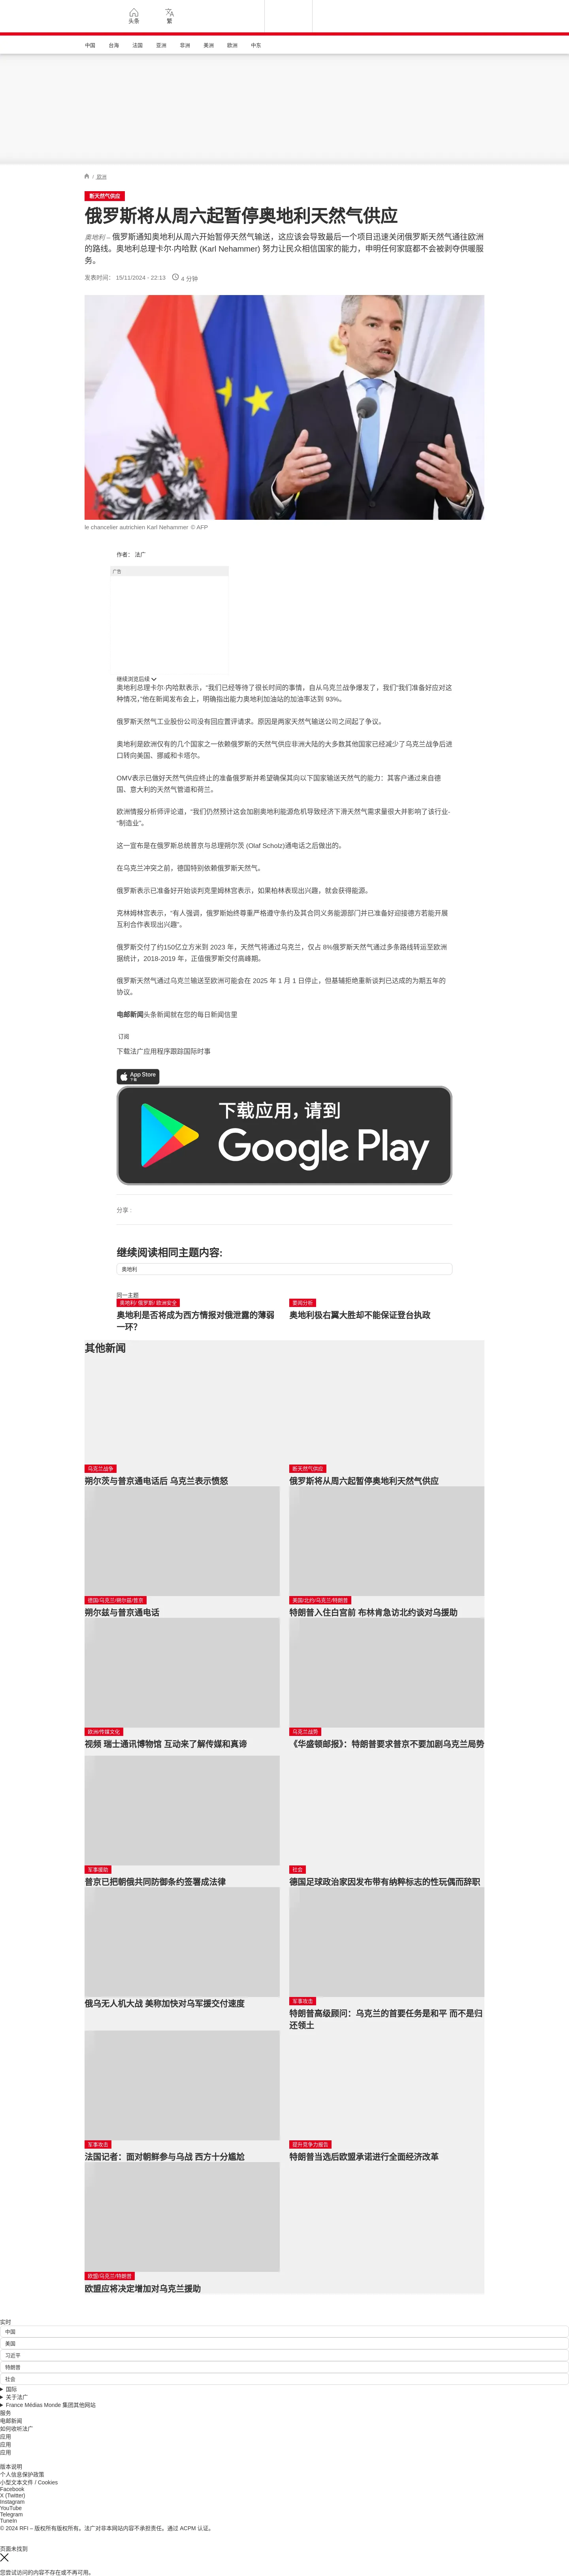 头条
繁
中国
台海
法国
亚洲
非洲
美洲
欧洲
中东
/ 欧洲
断天然气供应
俄罗斯将从周六起暂停奥地利天然气供应
奥地利 – 俄罗斯通知奥地利从周六开始暂停天然气输送，这应该会导致最后一个项目迅速关闭俄罗斯天然气通往欧洲
的路线。奥地利总理卡尔·内哈默 (Karl Nehammer) 努力让民众相信国家的能力，申明任何家庭都不会被剥夺供暖服
务。
发表时间： 15/11/2024 - 22:13
4 分钟
le chancelier autrichien Karl Nehammer © AFP
作者： 法广
广告
继续浏览后续
奥地利总理卡尔·内哈默表示，“我们已经等待了很长时间的事情，自从乌克兰战争爆发了，我们“我们准备好应对这
种情况，”他在新闻发布会上，明确指出能力奥地利加油站的加油率达到 93%。
俄罗斯天然气工业股份公司没有回应置评请求。原因是两家天然气输送公司之间起了争议。
奥地利是欧洲仅有的几个国家之一依赖俄罗斯的天然气供应非洲大陆的大多数其他国家已经减少了乌克兰战争后进
口转向美国、挪威和卡塔尔。
OMV表示已做好天然气供应终止的准备俄罗斯并希望确保其向以下国家输送天然气的能力：其客户通过来自德
国、意大利的天然气管道和荷兰。
欧洲情报分析师评论道，“我们仍然预计这会加剧奥地利能源危机导致经济下滑天然气需求量很大并影响了该行业-
“制造业”。
这一宣布是在俄罗斯总统普京与总理朔尔茨 (Olaf Scholz)通电话之后做出的。
在乌克兰冲突之前，德国特别依赖俄罗斯天然气。
俄罗斯表示已准备好开始谈判克里姆林宫表示，如果柏林表现出兴趣，就会获得能源。
克林姆林宫表示，“有人强调，俄罗斯始终尊重严格遵守条约及其合同义务能源部门并已准备好迎接德方若能开展
互利合作表现出兴趣”。
俄罗斯交付了约150亿立方米到 2023 年，天然气将通过乌克兰，仅占 8%俄罗斯天然气通过多条路线转运至欧洲
据统计，2018-2019 年，正值俄罗斯交付高峰期。
俄罗斯天然气通过乌克兰输送至欧洲可能会在 2025 年 1 月 1 日停止，但基辅拒绝重新谈判已达成的为期五年的
协议。
电邮新闻头条新闻就在您的每日新闻信里
订阅
下载法广应用程序跟踪国际时事
App Store
下载
下载应用，请到
Google Play
分享 :
继续阅读相同主题内容:
奥地利
同一主题
奥地利/ 俄罗斯/ 欧洲安全
奥地利是否将成为西方情报对俄泄露的薄弱
一环？
要闻分析
奥地利极右翼大胜却不能保证登台执政
其他新闻
乌克兰战争
朔尔茨与普京通电话后 乌克兰表示愤怒
断天然气供应
俄罗斯将从周六起暂停奥地利天然气供应
德国/乌克兰/朔尔兹/普京
朔尔兹与普京通电话
美国/北约/乌克兰/特朗普
特朗普入住白宫前 布林肯急访北约谈对乌援助
欧洲/传媒文化
视频 瑞士通讯博物馆 互动来了解传媒和真谛
乌克兰战势
《华盛顿邮报》：特朗普要求普京不要加剧乌克兰局势
军事援助
普京已把朝俄共同防御条约签署成法律
社会
德国足球政治家因发布带有纳粹标志的性玩偶而辞职
俄乌无人机大战 美称加快对乌军援交付速度
军事攻击
特朗普高级顾问：乌克兰的首要任务是和平 而不是归
还领土
军事攻击
法国记者：面对朝鲜参与乌战 西方十分尴尬
提升竞争力报告
特朗普当选后欧盟承诺进行全面经济改革
欧盟/乌克兰/特朗普
欧盟应将决定增加对乌克兰援助
实时
中国
美国
习近平
特朗普
社会
国际
关于法广
France Médias Monde 集团其他网站
服务
电邮新闻
如何收听法广
应用
应用
应用
版本说明
个人信息保护政策
小型文本文件 / Cookies
Facebook
X (Twitter)
Instagram
YouTube
Telegram
TuneIn
© 2024 RFI – 版权所有版权所有。法广对非本网站内容不承担责任。通过 ACPM 认证。
页面未找到
您尝试访问的内容不存在或不再可用。